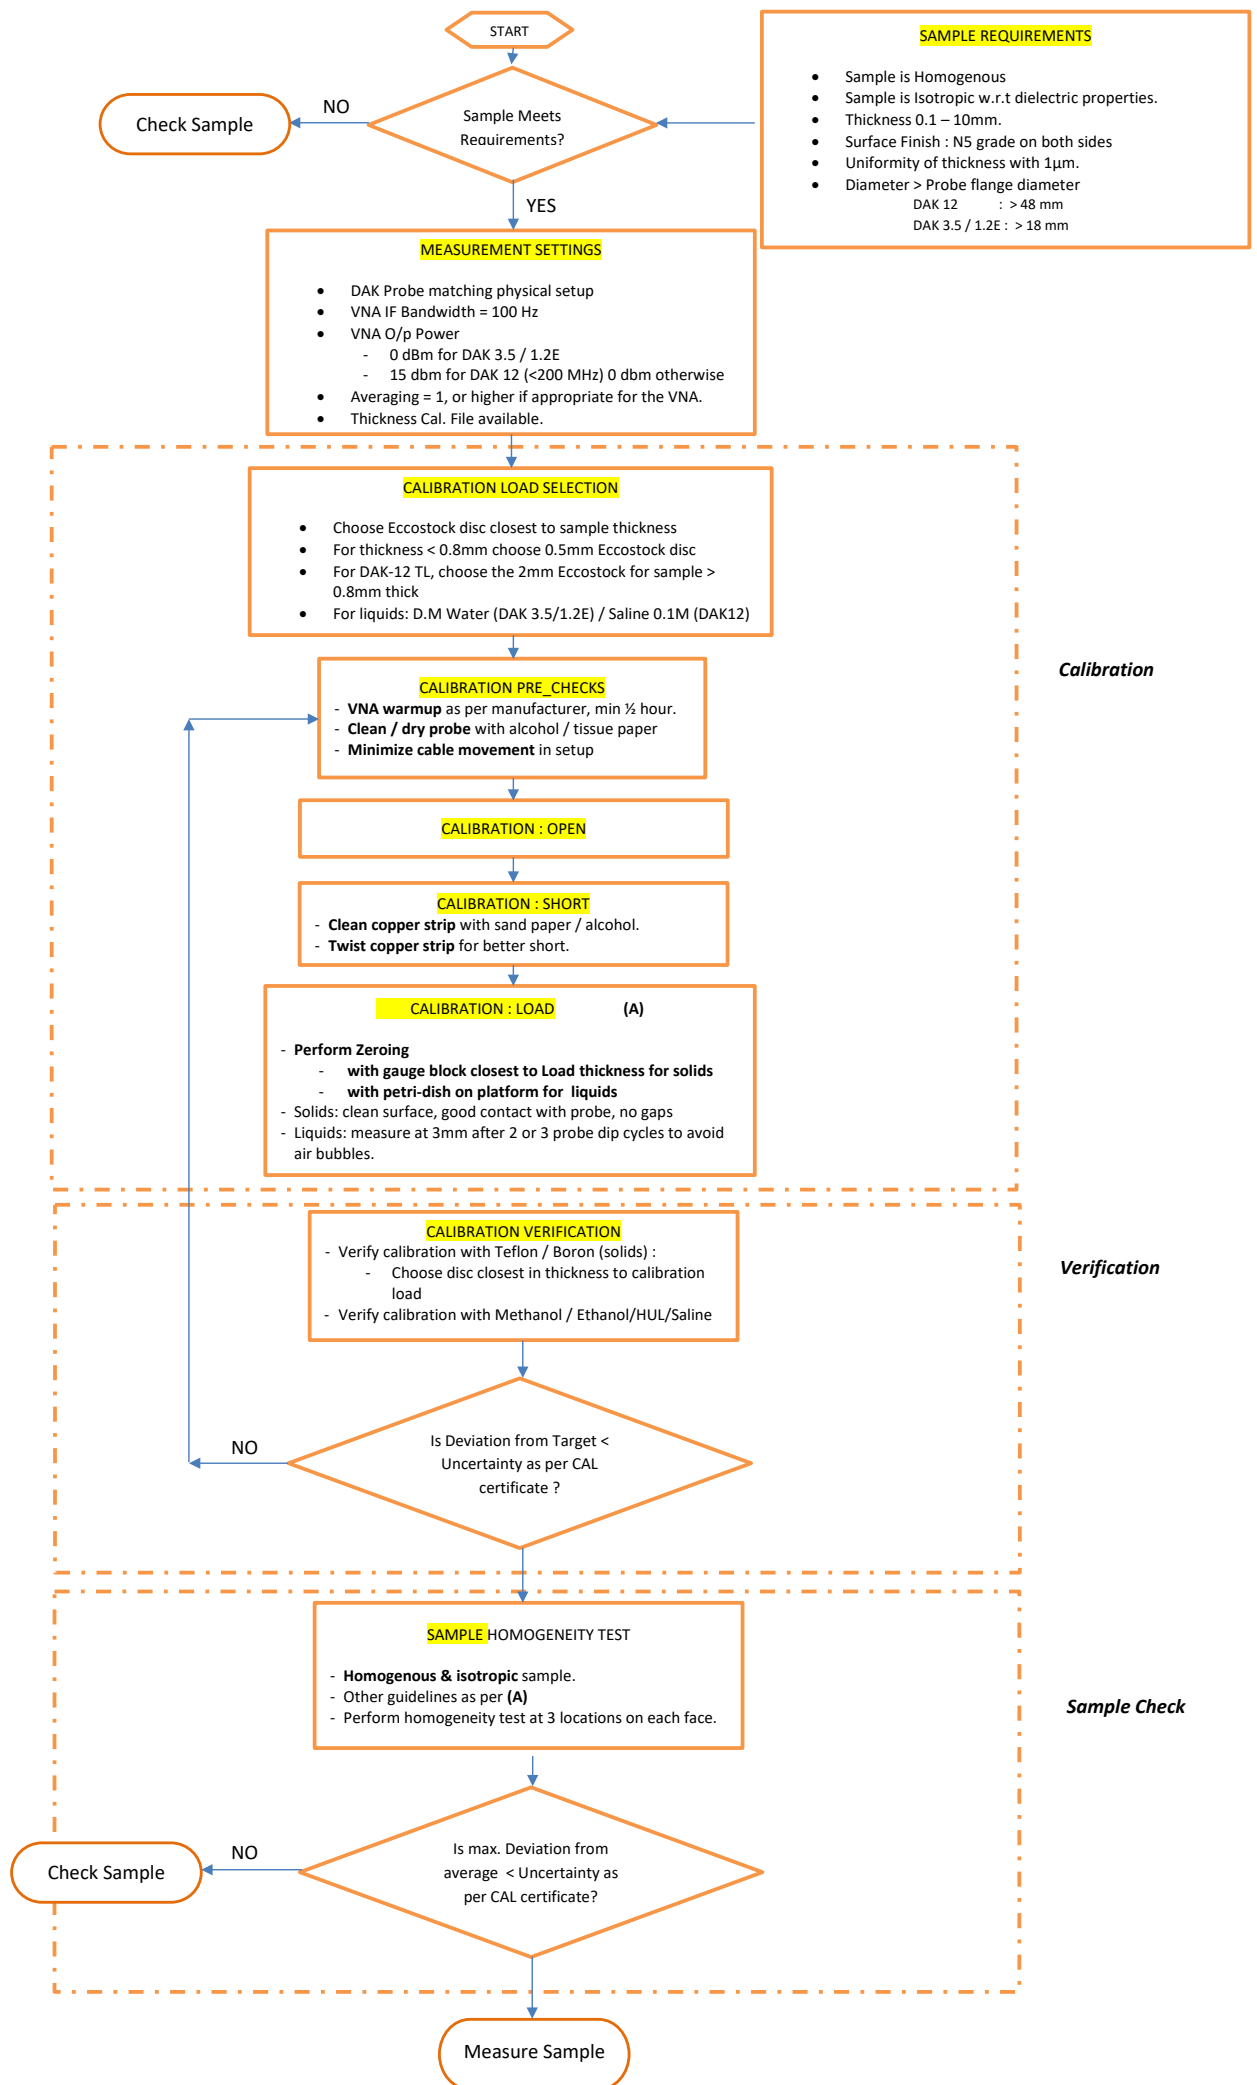 START
SAMPLE REQUIREMENTS
• Sample is Homogenous
• Sample is Isotropic w.r.t dielectric properties.
• Thickness 0.1 – 10mm.
• Surface Finish : N5 grade on both sides
• Uniformity of thickness with 1µm.
• Diameter > Probe flange diameter
DAK 12 : > 48 mm
DAK 3.5 / 1.2E : > 18 mm
Sample Meets
Requirements?
NO
Check Sample
YES
MEASUREMENT SETTINGS
• DAK Probe matching physical setup
• VNA IF Bandwidth = 100 Hz
• VNA O/p Power
- 0 dBm for DAK 3.5 / 1.2E
- 15 dbm for DAK 12 (<200 MHz) 0 dbm otherwise
• Averaging = 1, or higher if appropriate for the VNA.
• Thickness Cal. File available.
CALIBRATION LOAD SELECTION
• Choose Eccostock disc closest to sample thickness
• For thickness < 0.8mm choose 0.5mm Eccostock disc
• For DAK-12 TL, choose the 2mm Eccostock for sample >
0.8mm thick
• For liquids: D.M Water (DAK 3.5/1.2E) / Saline 0.1M (DAK12)
Calibration
CALIBRATION PRE_CHECKS
- VNA warmup as per manufacturer, min ½ hour.
- Clean / dry probe with alcohol / tissue paper
- Minimize cable movement in setup
CALIBRATION : OPEN
CALIBRATION : SHORT
- Clean copper strip with sand paper / alcohol.
- Twist copper strip for better short.
CALIBRATION : LOAD (A)
- Perform Zeroing
- with gauge block closest to Load thickness for solids
- with petri-dish on platform for liquids
- Solids: clean surface, good contact with probe, no gaps
- Liquids: measure at 3mm after 2 or 3 probe dip cycles to avoid
air bubbles.
CALIBRATION VERIFICATION
- Verify calibration with Teflon / Boron (solids) :
- Choose disc closest in thickness to calibration
load
- Verify calibration with Methanol / Ethanol/HUL/Saline
Verification
Is Deviation from Target <
Uncertainty as per CAL
certificate ?
NO
SAMPLE HOMOGENEITY TEST
- Homogenous & isotropic sample.
- Other guidelines as per (A)
- Perform homogeneity test at 3 locations on each face.
Sample Check
Is max. Deviation from
average < Uncertainty as
per CAL certificate?
NO
Check Sample
Measure Sample